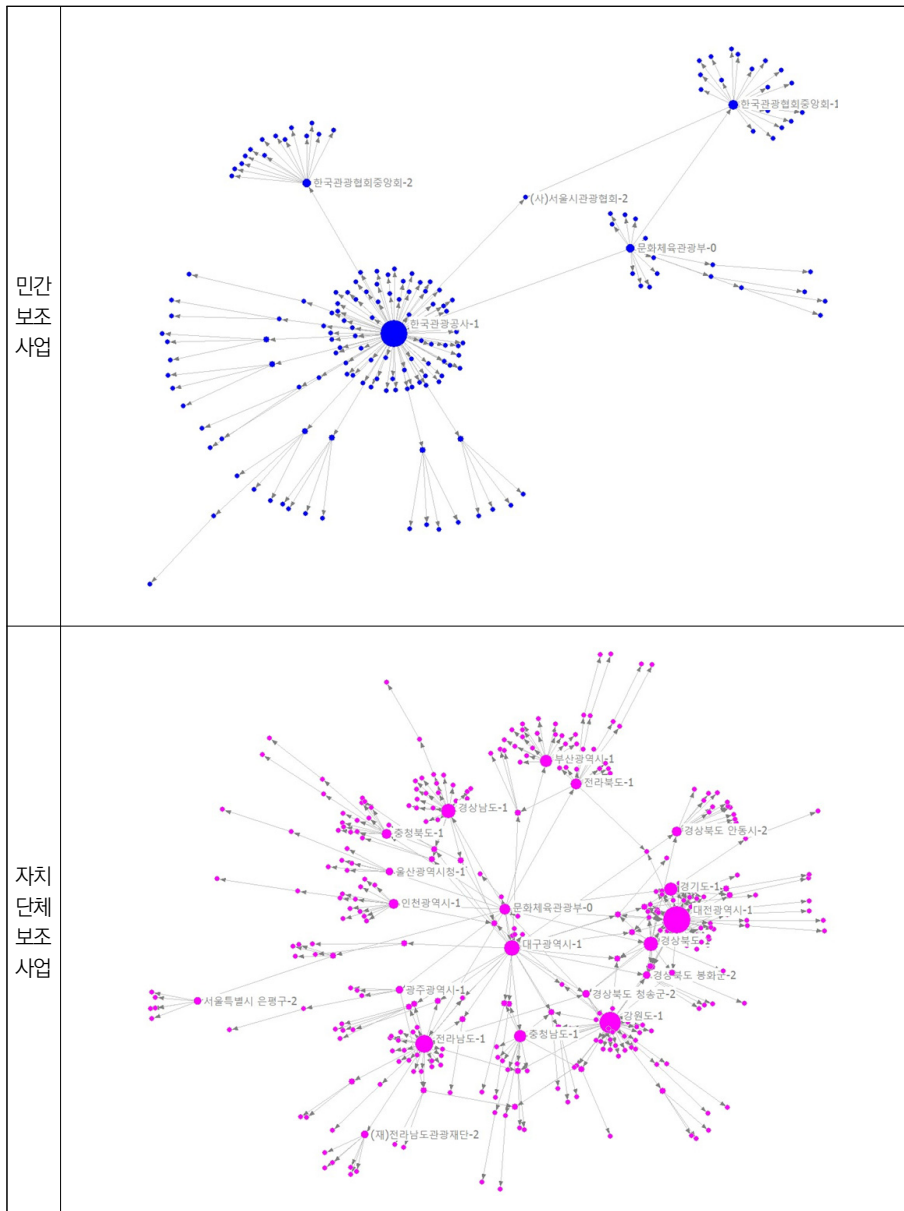 민간
보조
사업
한국관광협회중앙회-1
한국관광협회중앙회-2
(사)서울시관광협회-2
문화체육관광부-0
한국관광공사-1
자치
단체
보조
사업
부산광역시-1
전라북도-1
경상남도-1
경상북도 안동시-2
충청북도-1
울산광역시청-1
경기도-1
인천광역시-1
문화체육관광부-0
대전광역시-1
대구광역시-1
경상북도-1
경상북도 봉화군-2
광주광역시-1
경상북도 청송군-2
서울특별시 은평구-2
강원도-1
전라남도-1
충청남도-1
(재)전라남도관광재단-2